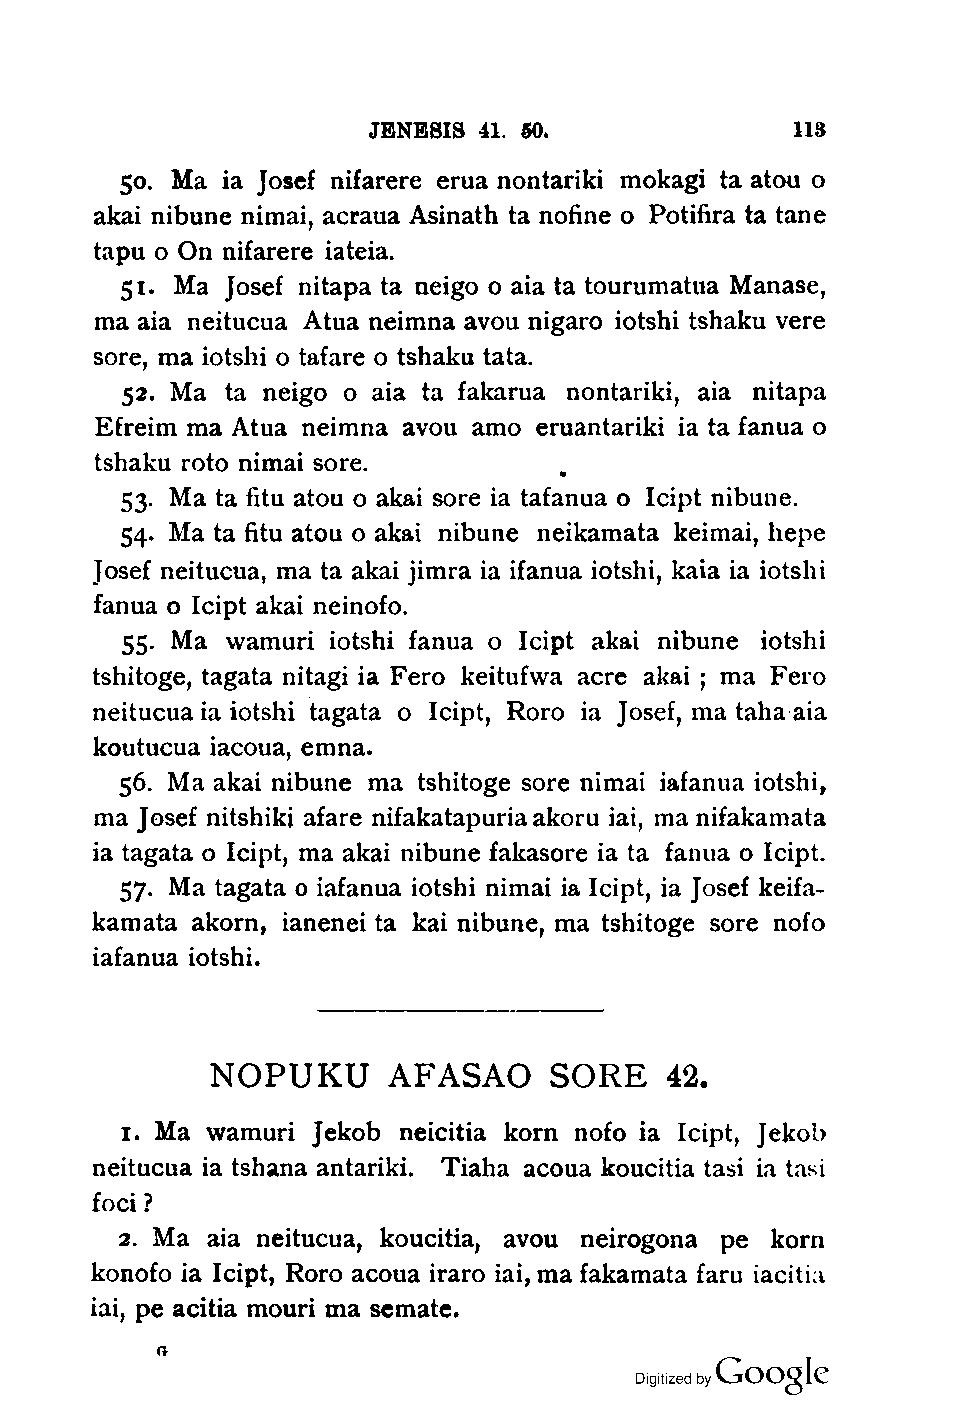 JENESIS 41. 50. 113
50. Ma ia Josef nifarere erua nontariki mokagi ta atou o
akai nibune nimai, acraua Asinath ta nofine o Potifira ta tane
tapu o On nifarere iateia.
51. Ma Josef nitapa ta neigo o aia ta tourumatua Manase,
ma aia neitucua Atua neimna avou nigaro iotshi tshaku vere
sore, ma iotshi o tafare o tshaku tata.
52. Ma ta neigo o aia ta fakarua nontariki, aia nitapa
Efreim ma Atua neimna avou amo eruantariki ia ta fanua o
tshaku roto nimai sore.
53. Ma ta fitu atou o akai sore ia tafanua o Icipt nibune.
54. Ma ta fitu atou o akai nibune neikamata keimai, hepe
Josef neitucua, ma ta akai jimra ia ifanua iotshi, kaia ia iotshi
fanua o Icipt akai neinofo.
55. Ma wamuri iotshi fanua o Icipt akai nibune iotshi
tshitoge, tagata nitagi ia Fero keitufwa acre akai ; ma Fero
neitucua ia iotshi tagata o Icipt, Roro ia Josef, ma taha aia
koutucua iacoua, emna.
56. Ma akai nibune ma tshitoge sore nimai iafanua iotshi,
ma Josef nitshiki afare nifakatapuria akoru iai, ma nifakamata
ia tagata o Icipt, ma akai nibune fakasore ia ta fanua o Icipt.
57. Ma tagata o iafanua iotshi nimai ia Icipt, ia Josef keifa-
kamata akorn, ianenei ta kai nibune, ma tshitoge sore nofo
iafanua iotshi.
NOPUKU AFASAO SORE 42.
1. Ma wamuri Jekob neicitia korn nofo ia Icipt, Jekob
neitucua ia tshana antariki. Tiaha acoua koucitia tasi ia tasi
foci ?
2. Ma aia neitucua, koucitia, avou neirogona pe korn
konofo ia Icipt, Roro acoua iraro iai, ma fakamata faru iacitia
iai, pe acitia mouri ma semate.
G
Digitized by Google